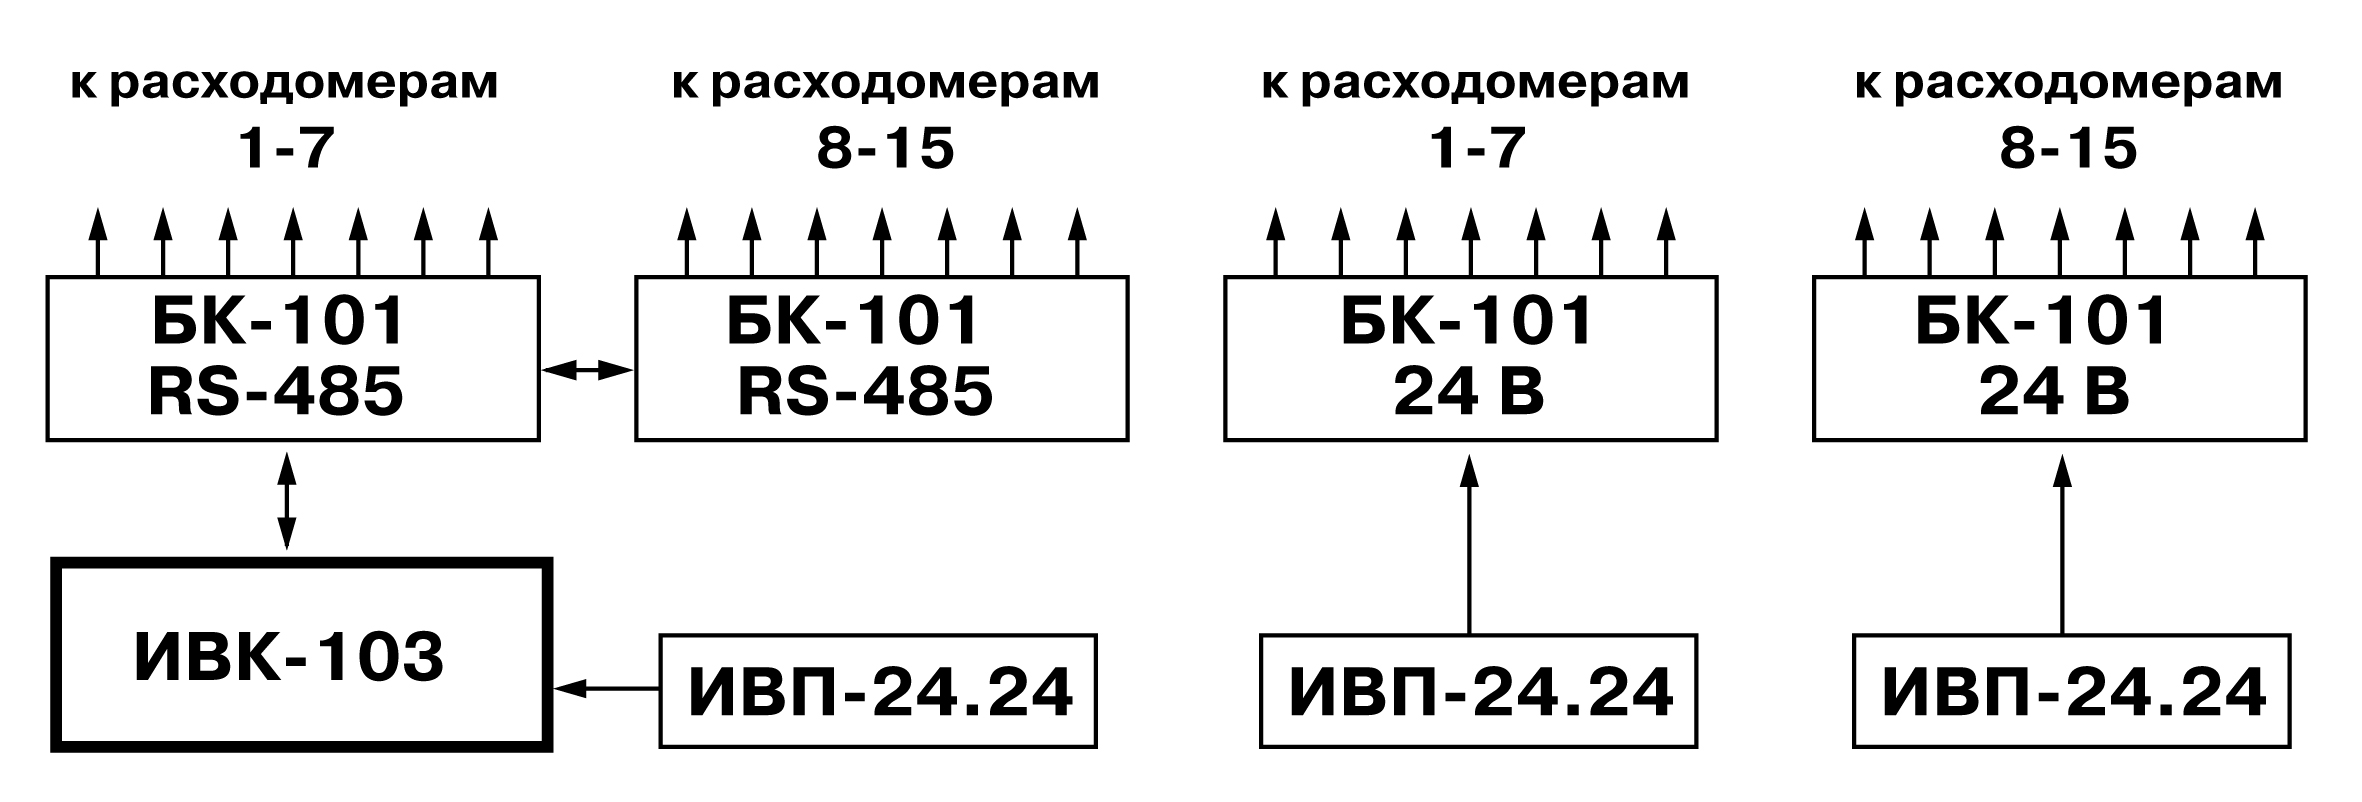 к расходомерам
1-7
к расходомерам
8-15
к расходомерам
1-7
к расходомерам
8-15
БК-101
RS-485
БК-101
RS-485
БК-101
24 В
БК-101
24 В
ИВК-103
ИВП-24.24
ИВП-24.24
ИВП-24.24